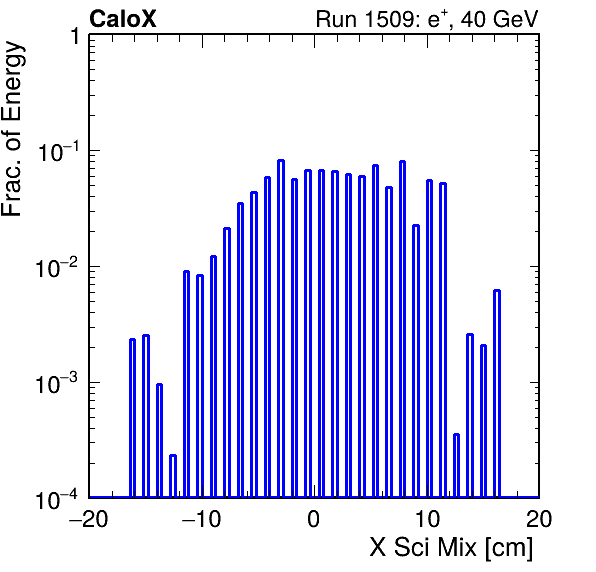 CaloX Run 1509: e⁺, 40 GeV
Frac. of Energy
1
10⁻¹
10⁻²
10⁻³
10⁻⁴
−20 −10 0 10 20
X Sci Mix [cm]